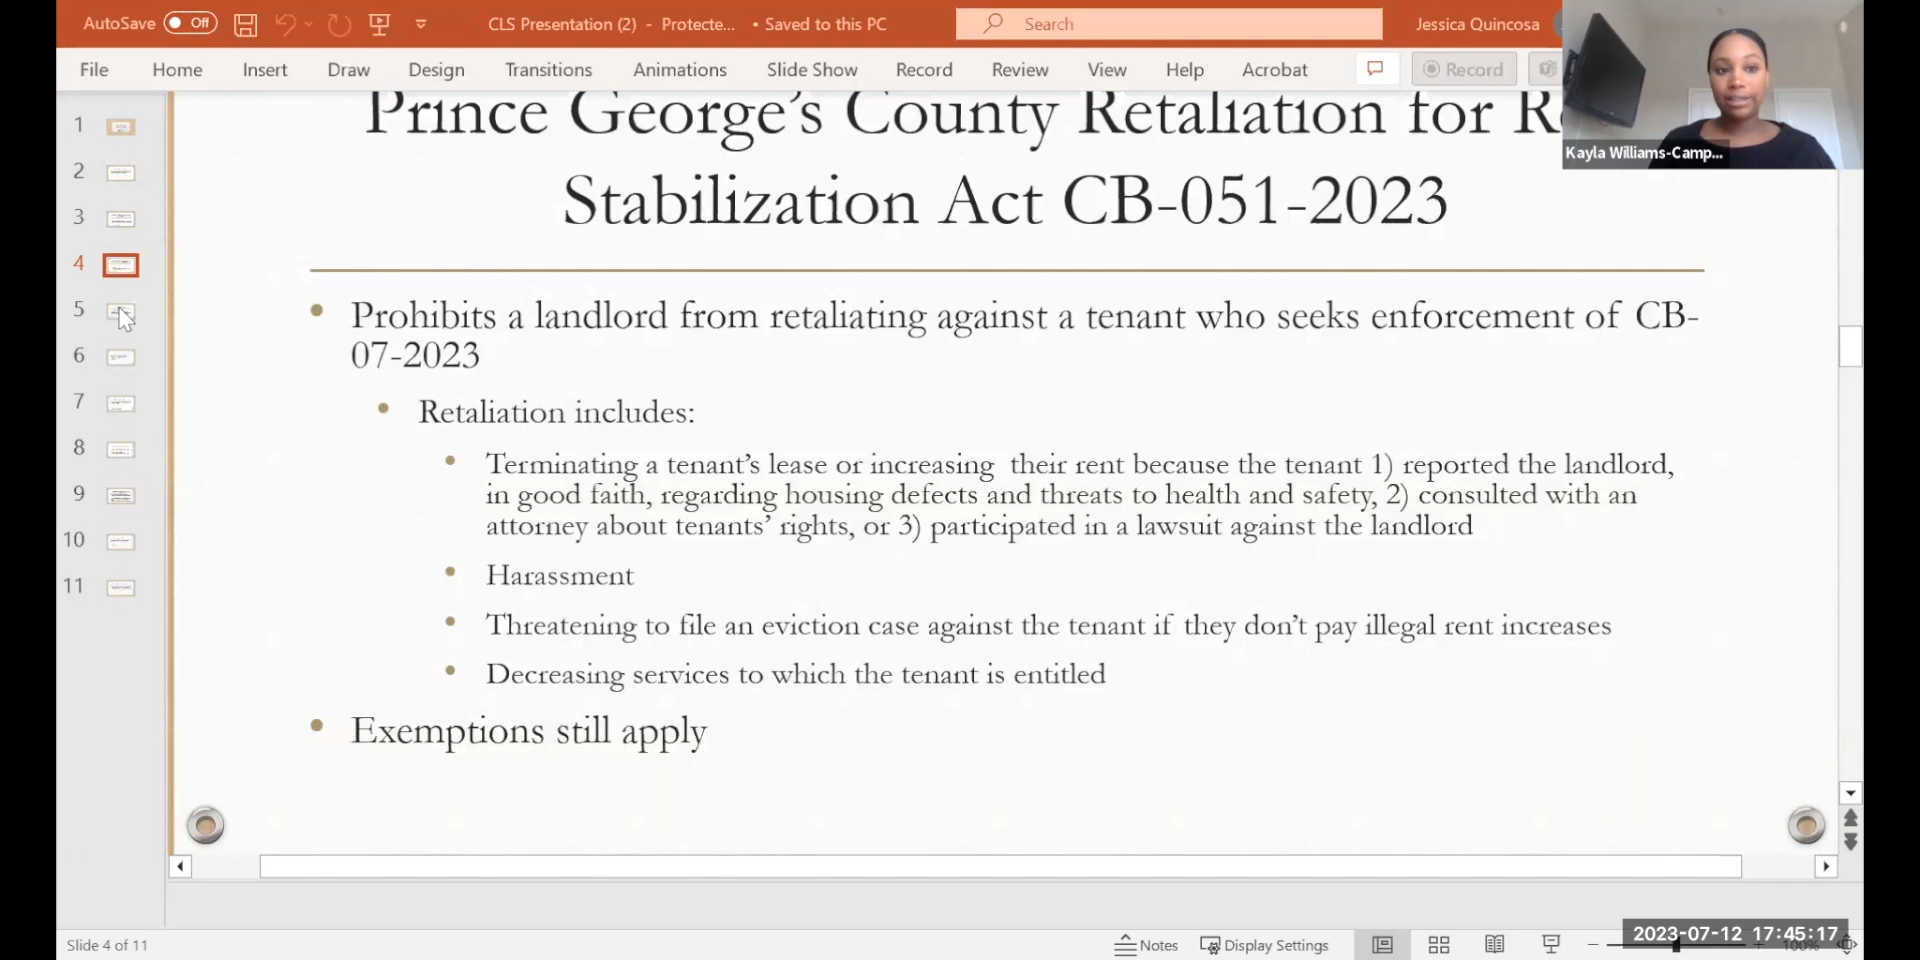 AutoSave Off CLS Presentation (2) - Protecte... • Saved to this PC Search Jessica Quincosa
File Home Insert Draw Design Transitions Animations Slide Show Record Review View Help Acrobat Record
Kayla Williams-Camp...
Prince George's County Retaliation for
Stabilization Act CB-051-2023
• Prohibits a landlord from retaliating against a tenant who seeks enforcement of CB-
07-2023
• Retaliation includes:
• Terminating a tenant's lease or increasing their rent because the tenant 1) reported the landlord,
in good faith, regarding housing defects and threats to health and safety, 2) consulted with an
attorney about tenants' rights, or 3) participated in a lawsuit against the landlord
• Harassment
• Threatening to file an eviction case against the tenant if they don't pay illegal rent increases
• Decreasing services to which the tenant is entitled
• Exemptions still apply
1
2
3
4
5
6
7
8
9
10
11
Slide 4 of 11 Notes Display Settings
2023-07-12 17:45:17
100%